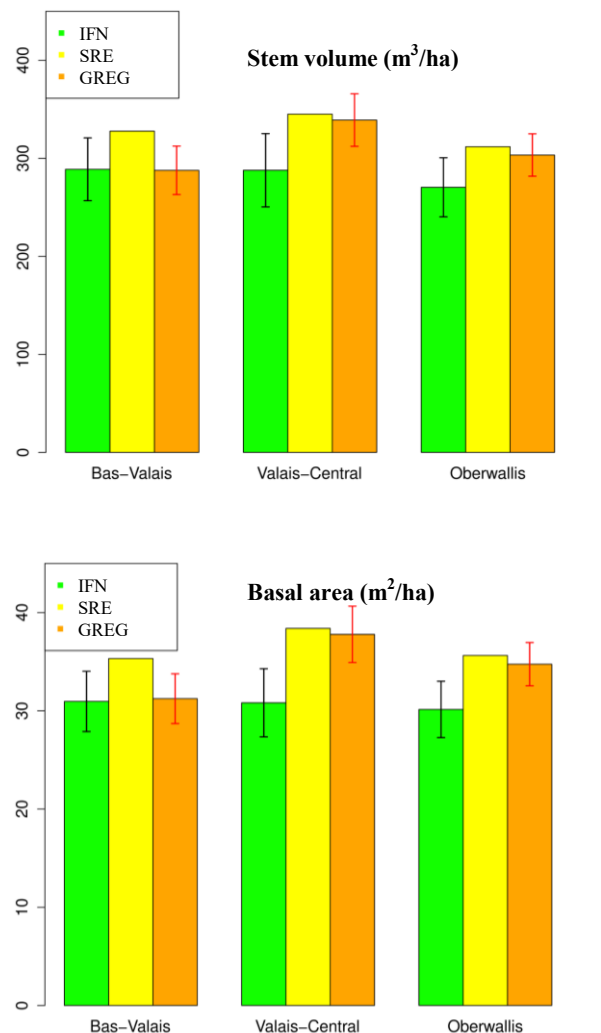 IFN
SRE
GREG
Stem volume (m³/ha)
400
300
200
100
0
Bas–Valais Valais–Central Oberwallis
IFN
SRE
GREG
Basal area (m²/ha)
40
30
20
10
0
Bas–Valais Valais–Central Oberwallis